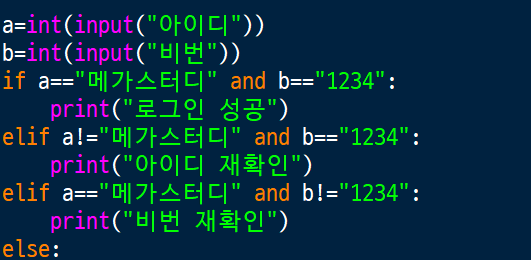 a=int(input("아이디"))
b=int(input("비번"))
if a=="메가스터디" and b=="1234":
    print("로그인 성공")
elif a!="메가스터디" and b=="1234":
    print("아이디 재확인")
elif a=="메가스터디" and b!="1234":
    print("비번 재확인")
else: